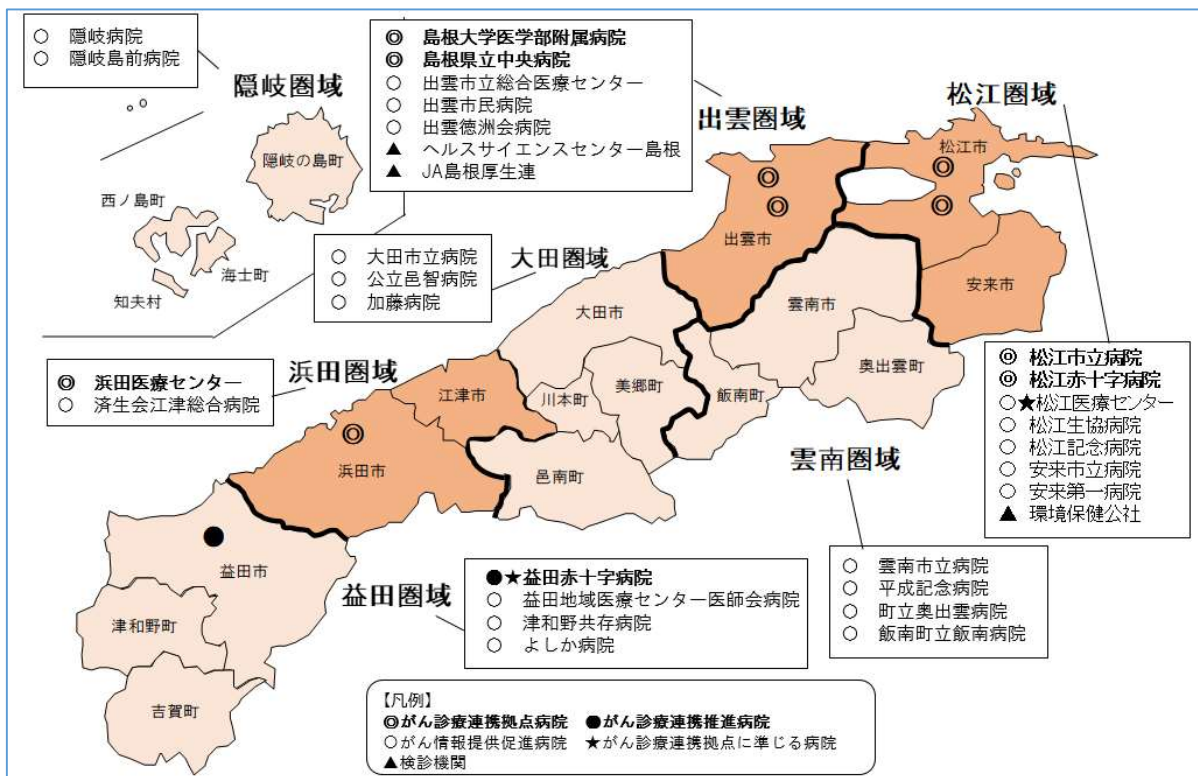 ○ 隠岐病院
○ 隠岐島前病院
隠岐圏域
隠岐の島町
西ノ島町
海士町
知夫村
◎ 島根大学医学部附属病院
◎ 島根県立中央病院
○ 出雲市立総合医療センター
○ 出雲市民病院
○ 出雲徳洲会病院
▲ ヘルスサイエンスセンター島根
▲ JA島根厚生連
出雲圏域
◎
◎
出雲市
松江圏域
松江市
◎
◎
安来市
◎ 松江市立病院
◎ 松江赤十字病院
○★松江医療センター
○ 松江生協病院
○ 松江記念病院
○ 安来市立病院
○ 安来第一病院
▲ 環境保健公社
○ 大田市立病院
○ 公立邑智病院
○ 加藤病院
大田圏域
大田市
美郷町
川本町
邑南町
雲南市
奥出雲町
飯南町
雲南圏域
○ 雲南市立病院
○ 平成記念病院
○ 町立奥出雲病院
○ 飯南町立飯南病院
◎ 浜田医療センター
○ 済生会江津総合病院
浜田圏域
江津市
◎
浜田市
●
益田市
津和野町
吉賀町
益田圏域
●★益田赤十字病院
○ 益田地域医療センター医師会病院
○ 津和野共存病院
○ よしか病院
【凡例】
◎がん診療連携拠点病院 ●がん診療連携推進病院
○がん情報提供促進病院 ★がん診療連携拠点に準じる病院
▲検診機関